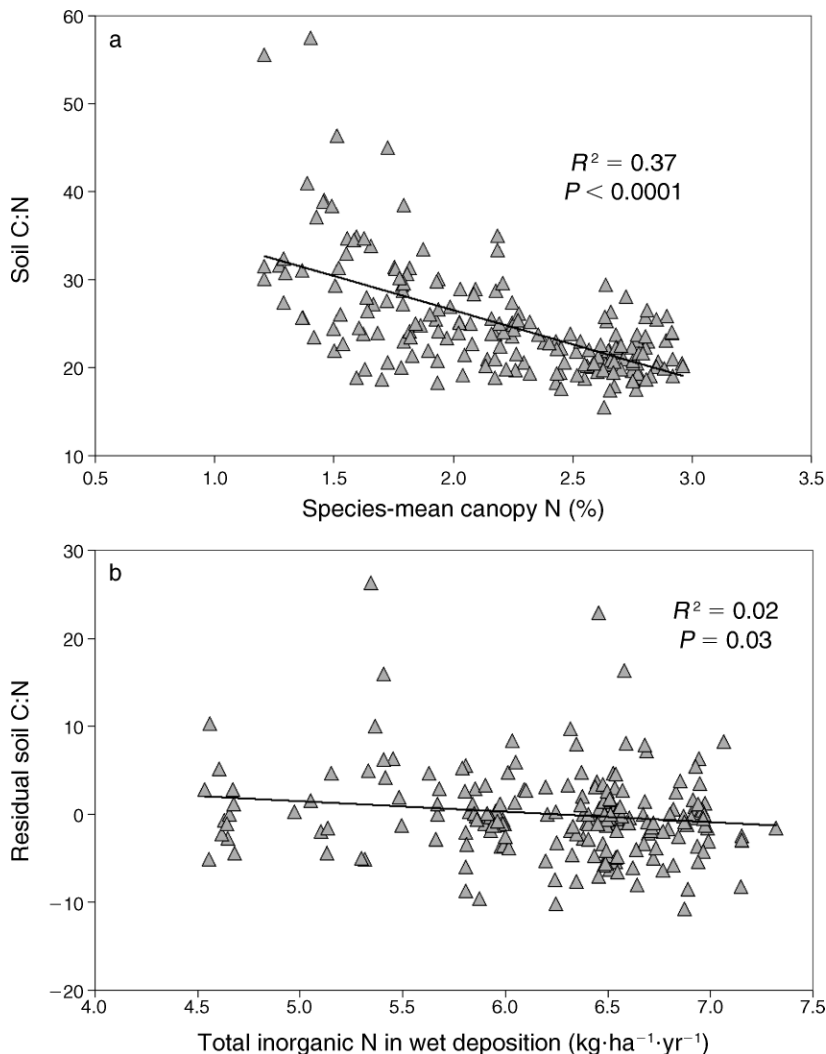 a
60
50
40
30
20
10
Soil C:N
R² = 0.37
P < 0.0001
0.5 1.0 1.5 2.0 2.5 3.0 3.5
Species-mean canopy N (%)
b
30
20
10
0
−10
−20
Residual soil C:N
R² = 0.02
P = 0.03
4.0 4.5 5.0 5.5 6.0 6.5 7.0 7.5
Total inorganic N in wet deposition (kg·ha⁻¹·yr⁻¹)